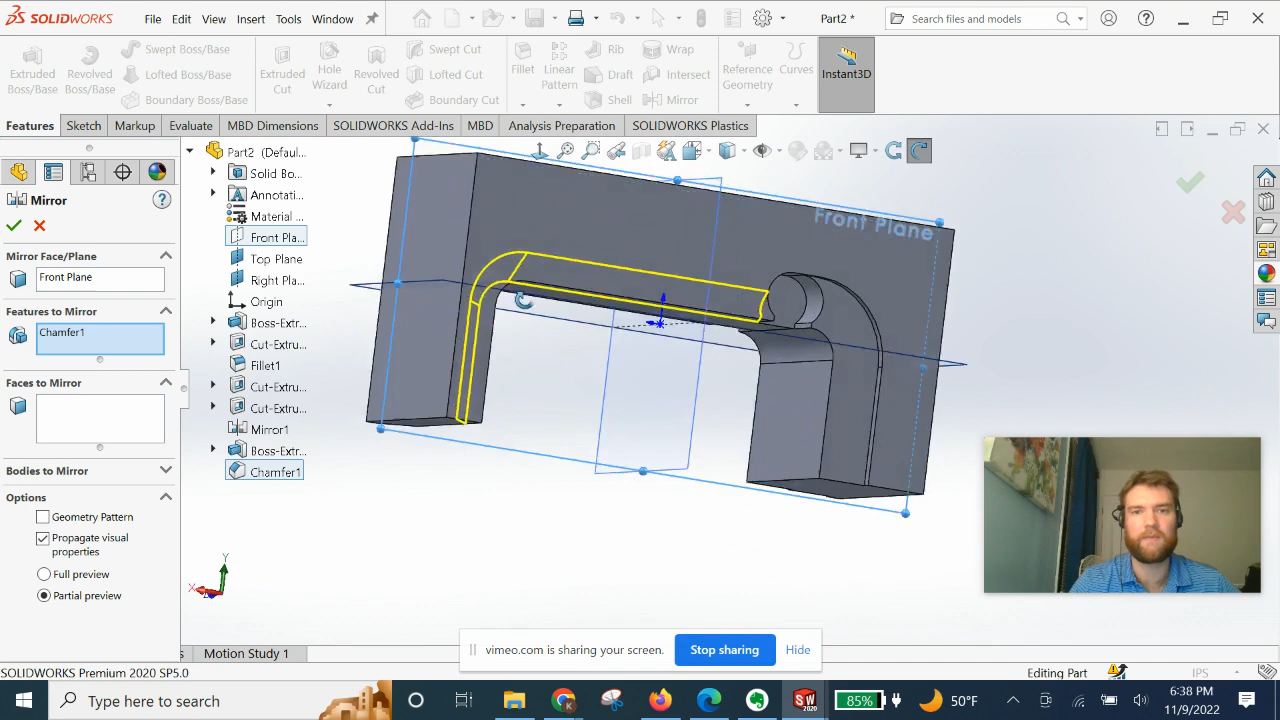 SOLIDWORKS
File Edit View Insert Tools Window
Part2 *
Search files and models
Extruded Boss/Base
Revolved Boss/Base
Swept Boss/Base
Lofted Boss/Base
Boundary Boss/Base
Extruded Cut
Hole Wizard
Revolved Cut
Swept Cut
Lofted Cut
Boundary Cut
Fillet
Linear Pattern
Rib
Draft
Shell
Wrap
Intersect
Mirror
Reference Geometry
Curves
Instant3D
Features Sketch Markup Evaluate MBD Dimensions SOLIDWORKS Add-Ins MBD Analysis Preparation SOLIDWORKS Plastics
Mirror
Mirror Face/Plane
Front Plane
Features to Mirror
Chamfer1
Faces to Mirror
Bodies to Mirror
Options
Geometry Pattern
Propagate visual
properties
Full preview
Partial preview
Part2 (Defaul...
Solid Bo...
Annotati...
Material ...
Front Pla...
Top Plane
Right Pla...
Origin
Boss-Extr...
Cut-Extru...
Fillet1
Cut-Extru...
Cut-Extru...
Mirror1
Boss-Extr...
Chamfer1
Front Plane
Y
X
Motion Study 1
vimeo.com is sharing your screen. Stop sharing Hide
SOLIDWORKS Premium 2020 SP5.0
Editing Part
IPS
Type here to search
SW
2020
85%
50°F
6:38 PM
11/9/2022